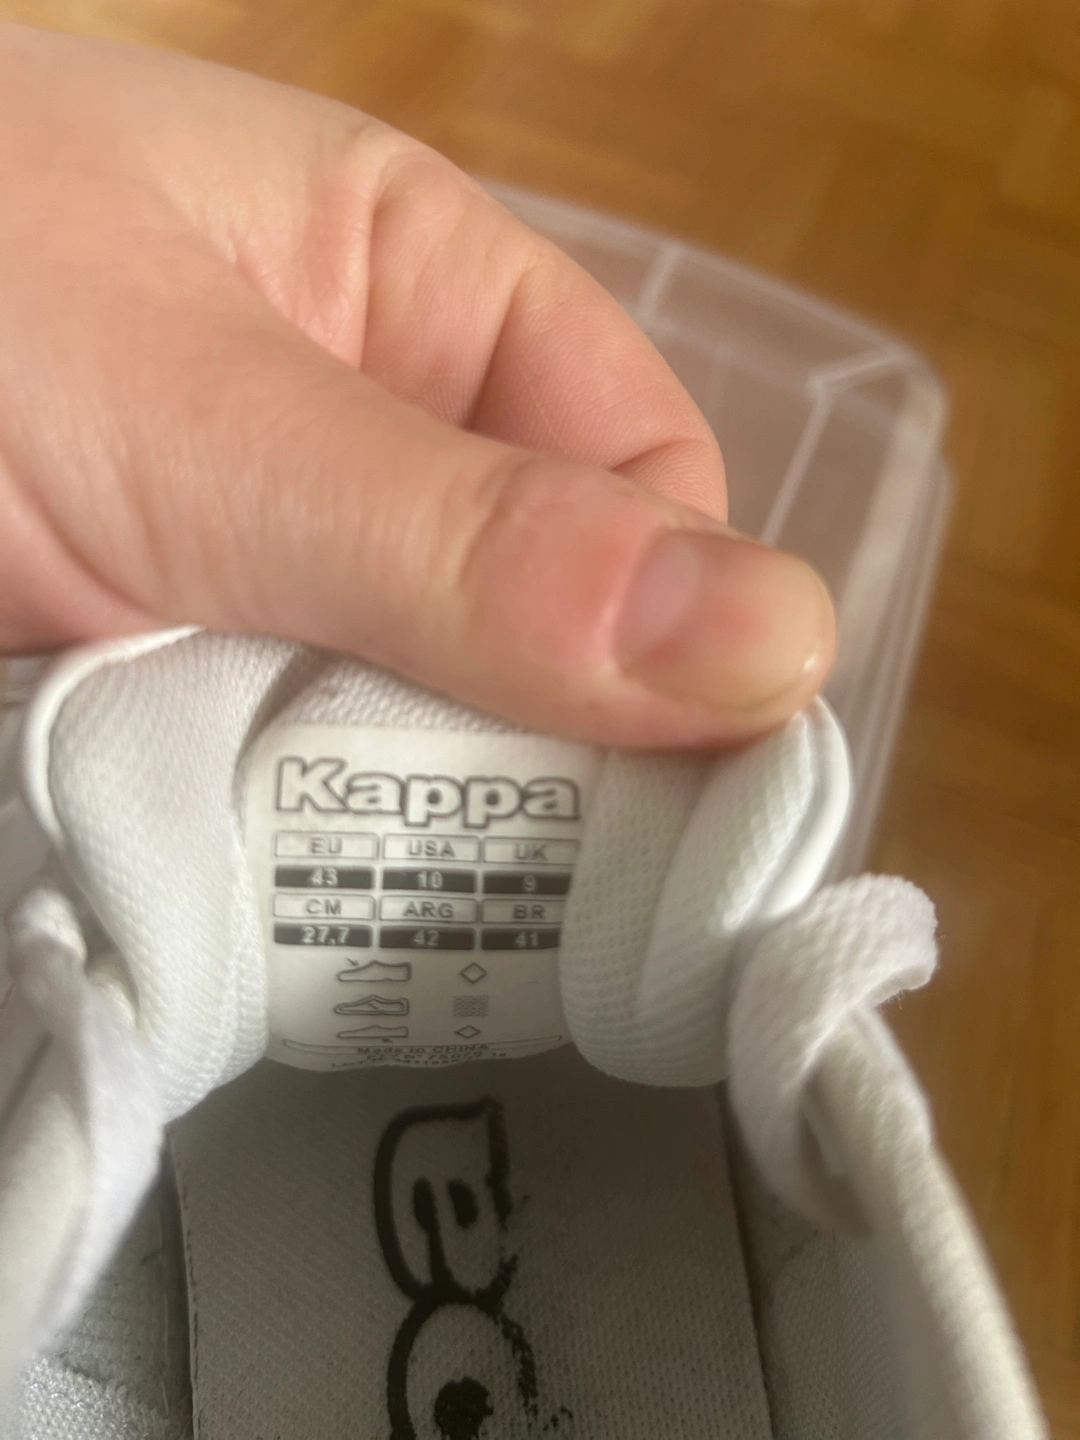 Kappa
EU USA UK
43 10 9
CM ARG BR
27,7 42 41
Made in CHINA